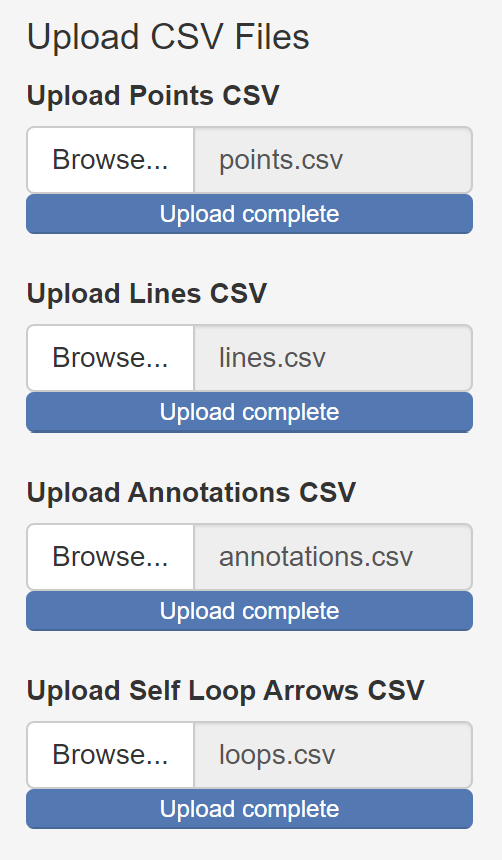 Upload CSV Files
Upload Points CSV
Browse... points.csv
Upload complete
Upload Lines CSV
Browse... lines.csv
Upload complete
Upload Annotations CSV
Browse... annotations.csv
Upload complete
Upload Self Loop Arrows CSV
Browse... loops.csv
Upload complete